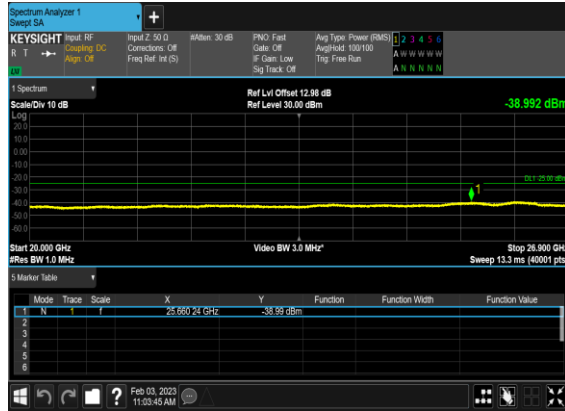 Spectrum Analyzer 1
Swept SA
+
KEYSIGHT Input: RF Input Z: 50 Ω #Atten: 30 dB PNO: Fast Avg Type: Power (RMS) 1 2 3 4 5 6
R T Coupling: DC Corrections: Off Gate: Off Avg|Hold: 100/100 A W W W W W
Align: Off Freq Ref: Int (S) IF Gain: Low Trig: Free Run
Sig Track: Off A N N N N N
1 Spectrum
Ref Lvl Offset 12.98 dB
Scale/Div 10 dB Ref Level 30.00 dBm -38.992 dBm
Log
20.0
10.0
0.00
-10.0
-20.0
DL1 -25.00 dBm
-30.0
1
-40.0
-50.0
-60.0
Start 20.000 GHz Video BW 3.0 MHz* Stop 26.900 GH
#Res BW 1.0 MHz Sweep 13.3 ms (40001 pts
5 Marker Table
Mode Trace Scale X Y Function Function Width Function Value
1 N 1 f 25.660 24 GHz -38.99 dBm
2
3
4
5
6
? Feb 03, 2023
11:03:45 AM